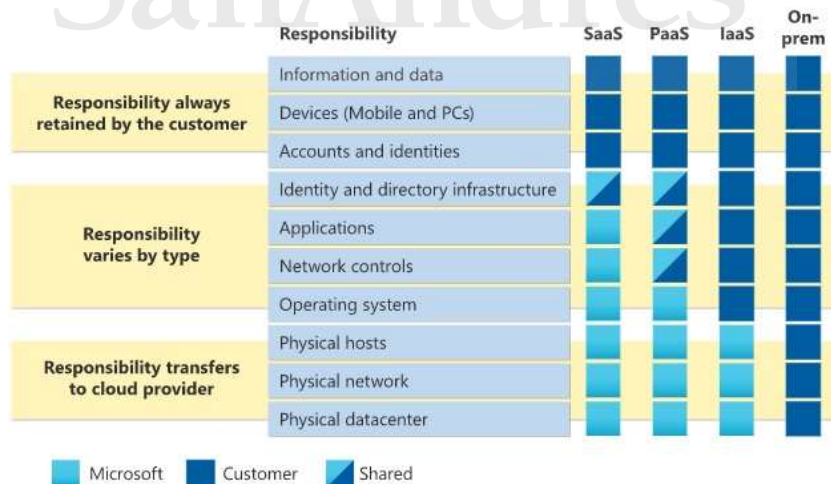 SanAndres
Responsibility SaaS PaaS IaaS On-
prem
Responsibility always
retained by the customer
Information and data
Devices (Mobile and PCs)
Accounts and identities
Responsibility
varies by type
Identity and directory infrastructure
Applications
Network controls
Operating system
Responsibility transfers
to cloud provider
Physical hosts
Physical network
Physical datacenter
Microsoft Customer Shared